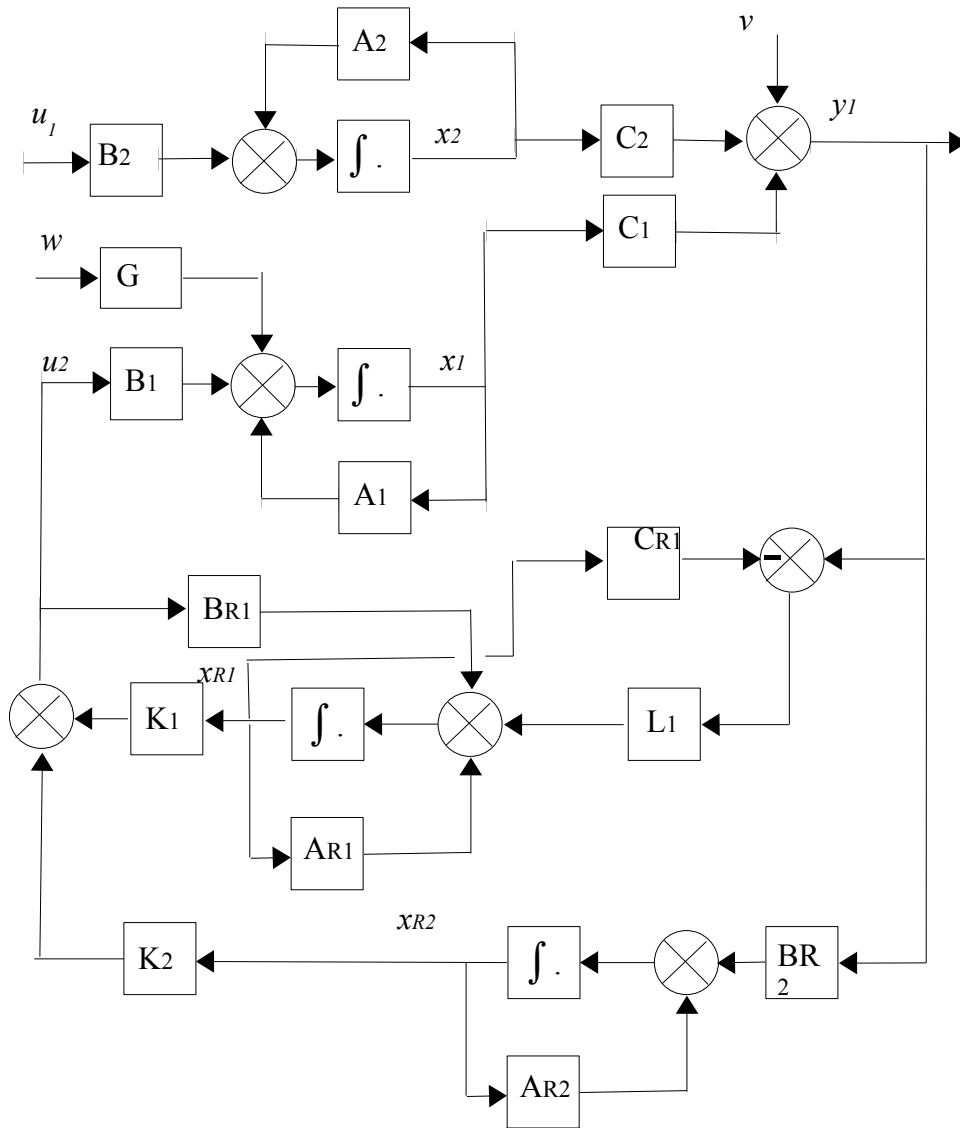 A2
v
u1
y1
B2
∫ .
x2
C2
C1
w
G
u2
B1
∫ .
x1
A1
CR1
-
BR1
xR1
K1
∫ .
L1
AR1
xR2
K2
∫ .
BR
2
AR2